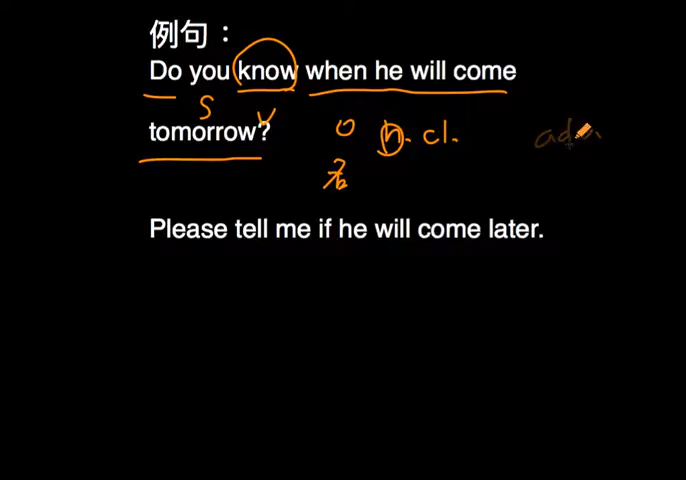 例句：
Do you know when he will come
S V
tomorrow?
O n. cl.
名
Please tell me if he will come later.